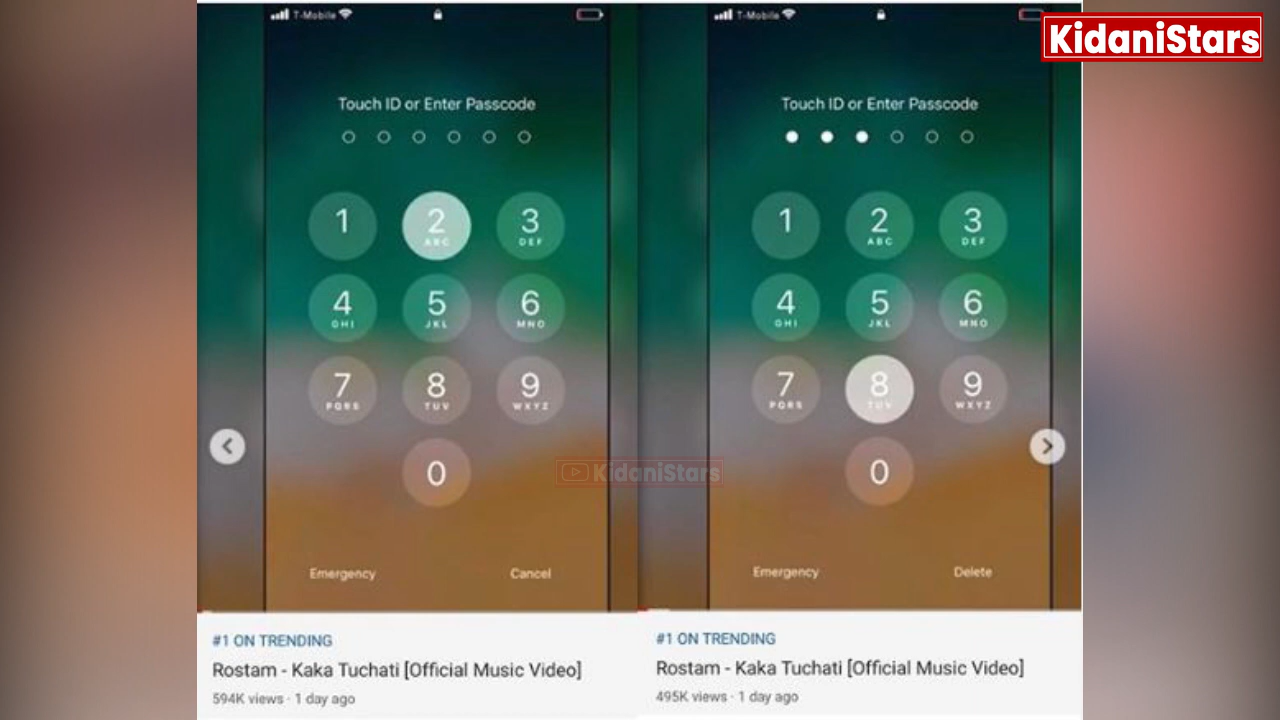 KidaniStars
T-Mobile
Touch ID or Enter Passcode
1
2
ABC
3
DEF
4
GHI
5
JKL
6
MNO
7
PQRS
8
TUV
9
WXYZ
0
Emergency
Cancel
#1 ON TRENDING
Rostam - Kaka Tuchati [Official Music Video]
594K views · 1 day ago
T-Mobile
Touch ID or Enter Passcode
1
2
ABC
3
DEF
4
GHI
5
JKL
6
MNO
7
PQRS
8
TUV
9
WXYZ
0
Emergency
Delete
#1 ON TRENDING
Rostam - Kaka Tuchati [Official Music Video]
495K views · 1 day ago
KidaniStars